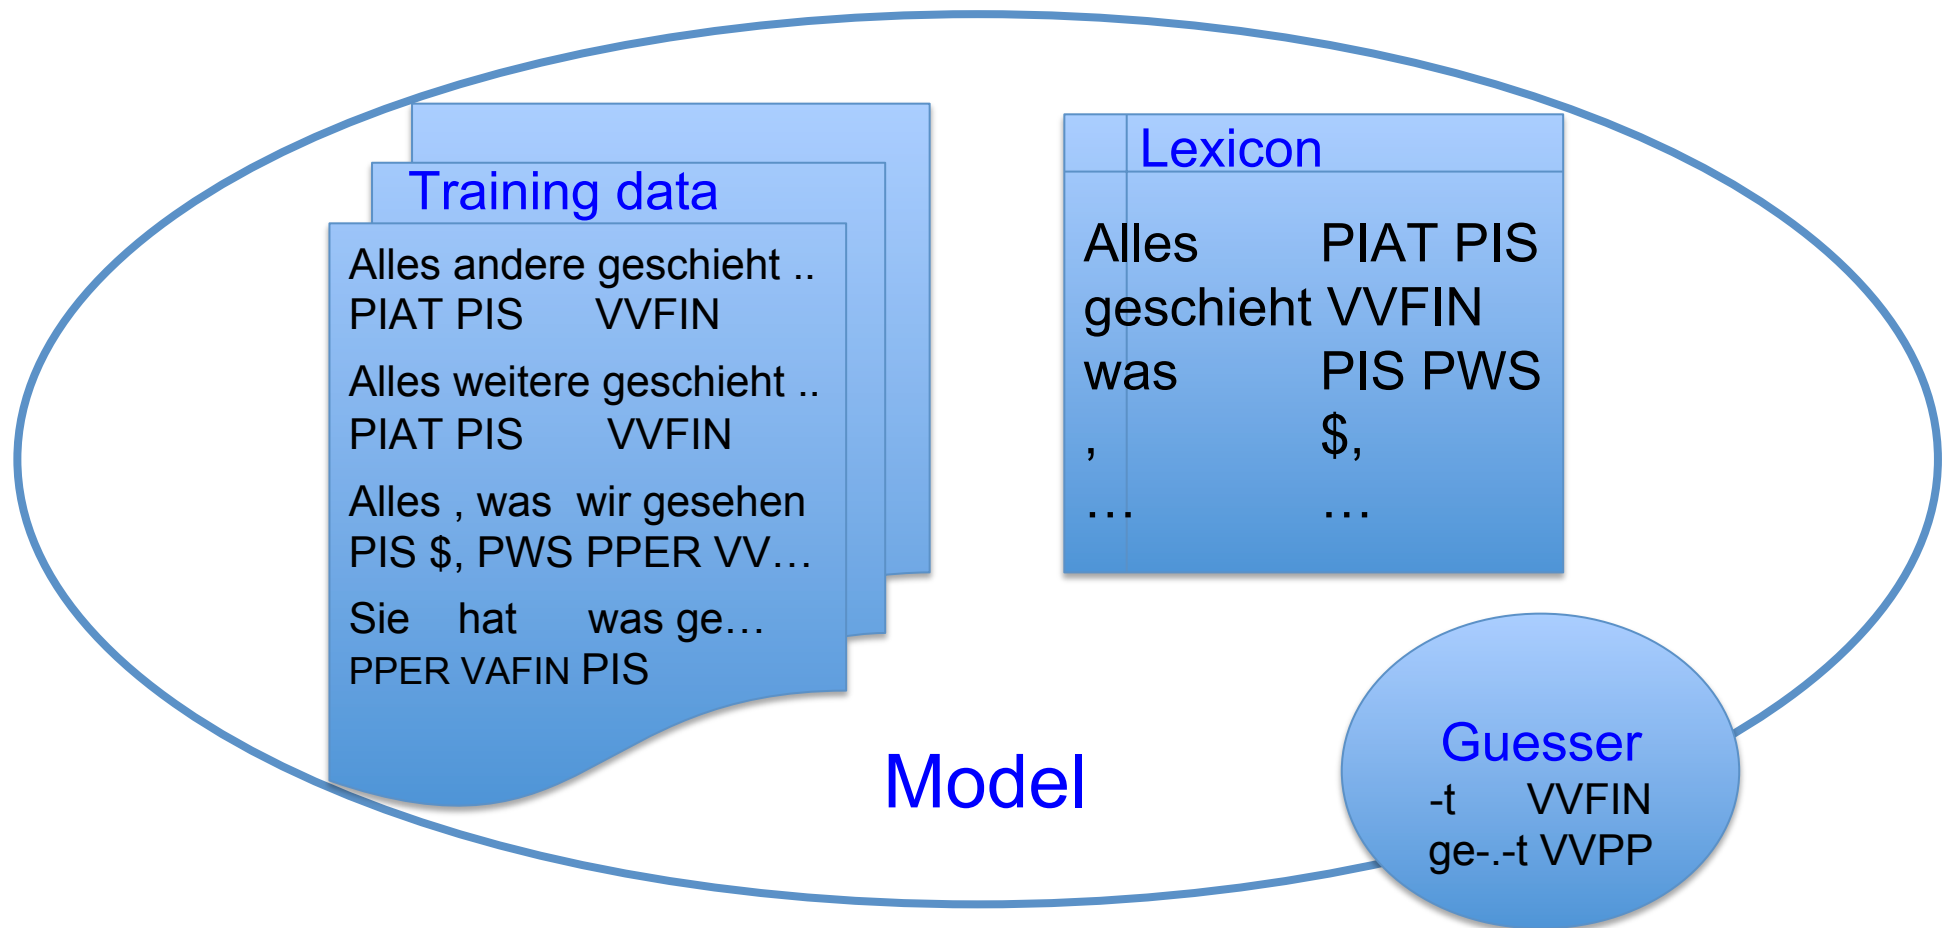 Training data
Alles andere geschieht ..
PIAT PIS VVFIN
Alles weitere geschieht ..
PIAT PIS VVFIN
Alles , was wir gesehen
PIS $, PWS PPER VV…
Sie hat was ge…
PPER VAFIN PIS
Lexicon
Alles PIAT PIS
geschieht VVFIN
was PIS PWS
, $,
… …
Model
Guesser
-t VVFIN
ge-.-t VVPP